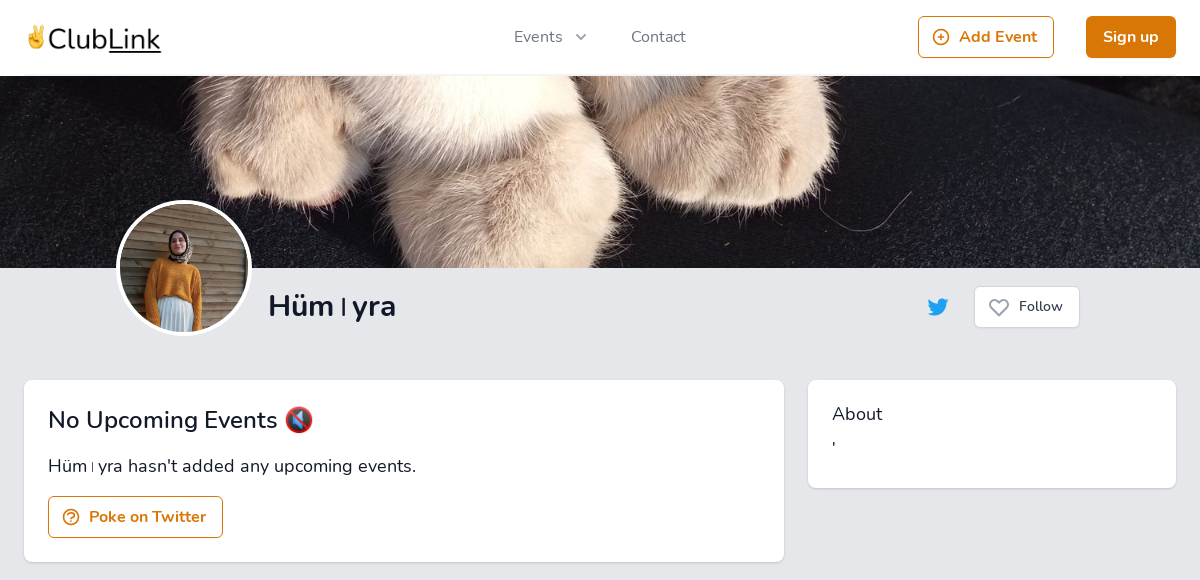 ✌ClubLink
Events
Contact
Add Event
Sign up
Hüm ꟾ yra
Follow
No Upcoming Events 🔇
Hüm ꟾ yra hasn't added any upcoming events.
Poke on Twitter
About
'